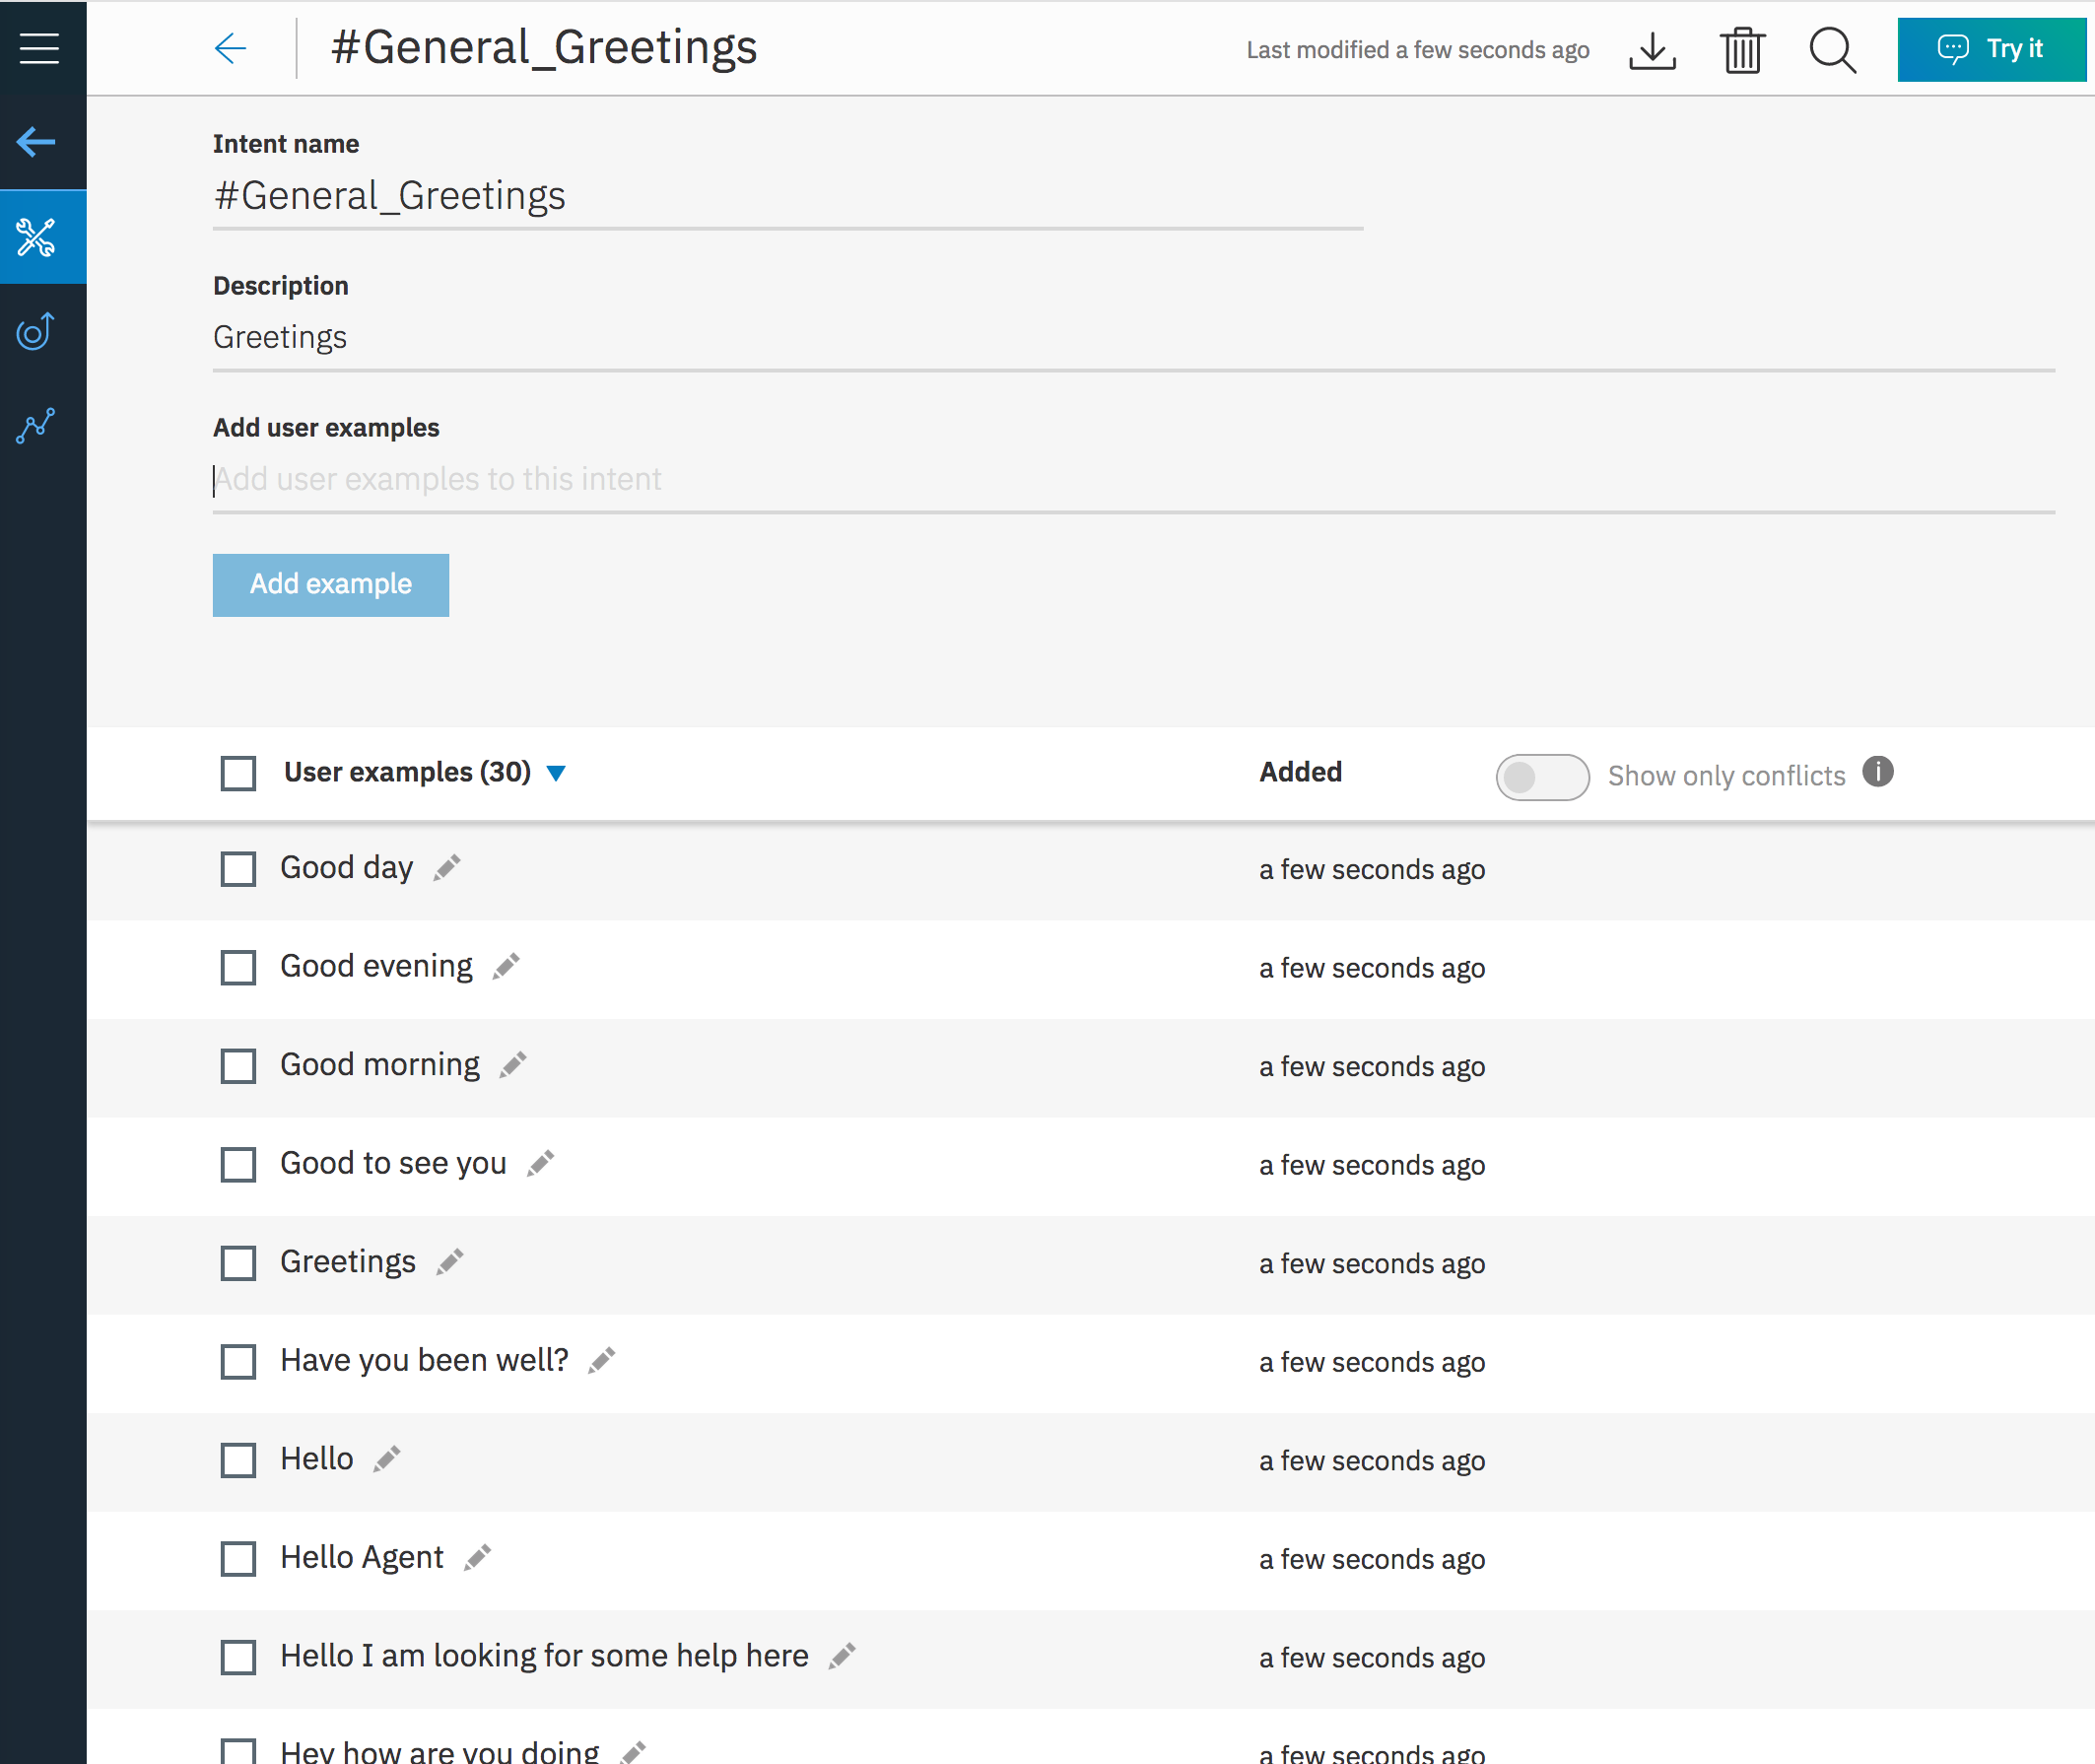 #General_Greetings
Last modified a few seconds ago
Try it
Intent name
#General_Greetings
Description
Greetings
Add user examples
Add user examples to this intent
Add example
User examples (30) Added Show only conflicts
Good day a few seconds ago
Good evening a few seconds ago
Good morning a few seconds ago
Good to see you a few seconds ago
Greetings a few seconds ago
Have you been well? a few seconds ago
Hello a few seconds ago
Hello Agent a few seconds ago
Hello I am looking for some help here a few seconds ago
Hey how are you doing a few seconds ago